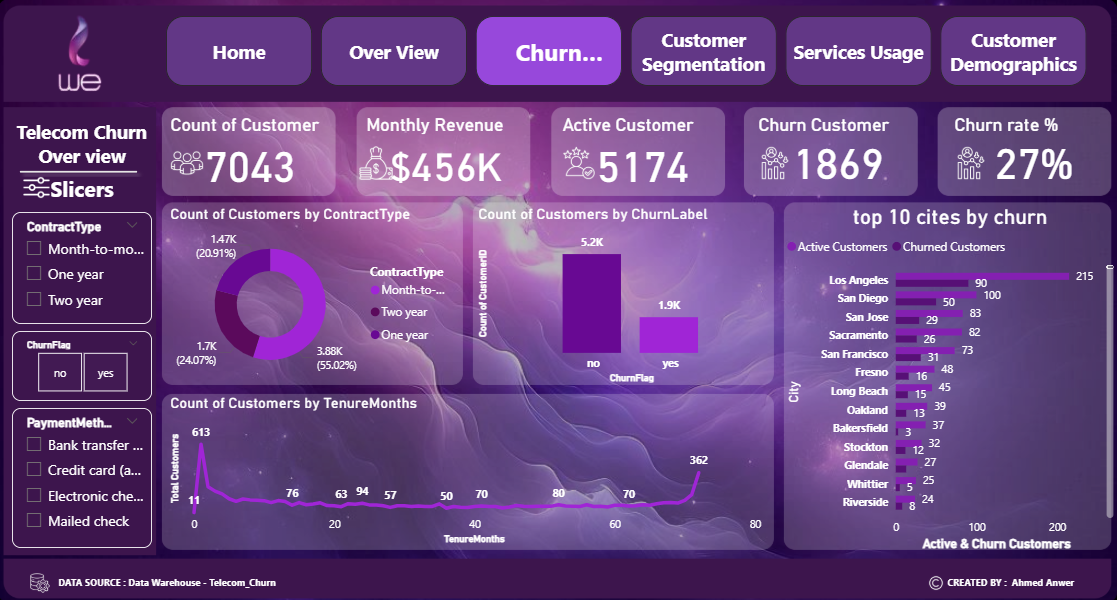 we
Home
Over View
Churn...
Customer
Segmentation
Services Usage
Customer
Demographics
Telecom Churn
Over view
Slicers
ContractType
Month-to-mo...
One year
Two year
ChurnFlag
no
yes
PaymentMeth...
Bank transfer ...
Credit card (a...
Electronic che...
Mailed check
Count of Customer
7043
Monthly Revenue
$456K
Active Customer
5174
Churn Customer
1869
Churn rate %
27%
Count of Customers by ContractType
1.47K
(20.91%)
1.7K
(24.07%)
3.88K
(55.02%)
ContractType
Month-to-...
Two year
One year
Count of Customers by ChurnLabel
Count of CustomerID
5.2K
1.9K
no
yes
ChurnFlag
Count of Customers by TenureMonths
Total Customers
613
11
76
63
94
57
50
70
80
70
362
0
20
40
60
80
TenureMonths
top 10 cites by churn
Active Customers
Churned Customers
City
Los Angeles
215
90
San Diego
100
50
San Jose
83
29
Sacramento
82
26
San Francisco
73
31
Fresno
48
16
Long Beach
45
15
Oakland
39
13
Bakersfield
37
3
Stockton
32
12
Glendale
27
Whittier
25
5
Riverside
24
8
0
100
200
Active & Churn Customers
DATA SOURCE : Data Warehouse - Telecom_Churn
© CREATED BY : Ahmed Anwer